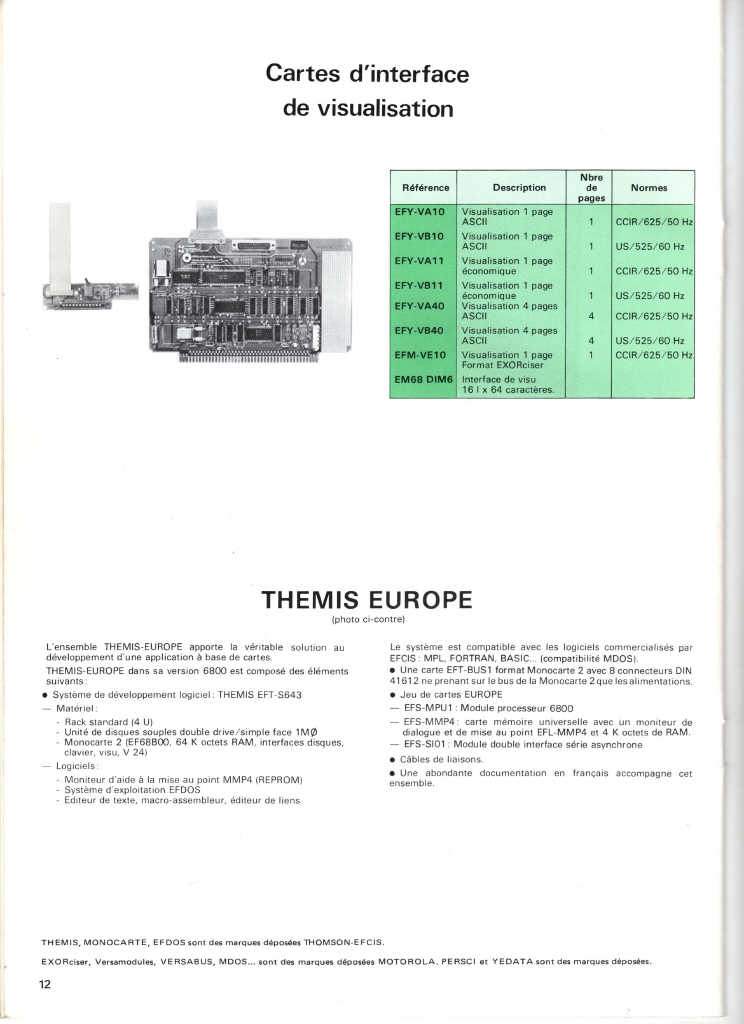 Cartes d'interface
de visualisation
Référence Description Nbre de pages Normes
EFY-VA10 Visualisation 1 page
ASCII 1 CCIR/625/50 Hz
EFY-VB10 Visualisation 1 page
ASCII 1 US/525/60 Hz
EFY-VA11 Visualisation 1 page
économique 1 CCIR/625/50 Hz
EFY-VB11 Visualisation 1 page
économique 1 US/525/60 Hz
EFY-VA40 Visualisation 4 pages
ASCII 4 CCIR/625/50 Hz
EFY-VB40 Visualisation 4 pages
ASCII 4 US/525/60 Hz
EFM-VE10 Visualisation 1 page 1 CCIR/625/50 Hz
Format EXORciser
EM68 DIM6 Interface de visu
16 l x 64 caractères.
THEMIS EUROPE
(photo ci-contre)
L'ensemble THEMIS-EUROPE apporte la véritable solution au
développement d'une application à base de cartes.
THEMIS-EUROPE dans sa version 6800 est composé des éléments
suivants:
● Système de développement logiciel: THEMIS EFT-S643
— Matériel:
- Rack standard (4 U)
- Unité de disques souples double drive/simple face 1MØ
- Monocarte 2 (EF68B00, 64 K octets RAM, interfaces disques,
clavier, visu, V 24)
— Logiciels:
- Moniteur d'aide à la mise au point MMP4 (REPROM)
- Système d'exploitation EFDOS
- Editeur de texte, macro-assembleur, éditeur de liens.
Le système est compatible avec les logiciels commercialisés par
EFCIS: MPL, FORTRAN, BASIC... (compatibilité MDOS).
● Une carte EFT-BUS1 format Monocarte 2 avec 8 connecteurs DIN
41612 ne prenant sur le bus de la Monocarte 2 que les alimentations.
● Jeu de cartes EUROPE
— EFS-MPU1 : Module processeur 6800
— EFS-MMP4: carte mémoire universelle avec un moniteur de
dialogue et de mise au point EFL-MMP4 et 4 K octets de RAM.
— EFS-SI01: Module double interface série asynchrone
● Câbles de liaisons.
● Une abondante documentation en français accompagne cet
ensemble.
THEMIS, MONOCARTE, EFDOS sont des marques déposées THOMSON-EFCIS.
EXORciser, Versamodules, VERSABUS, MDOS... sont des marques déposées MOTOROLA. PERSCI et YEDATA sont des marques déposées.
12